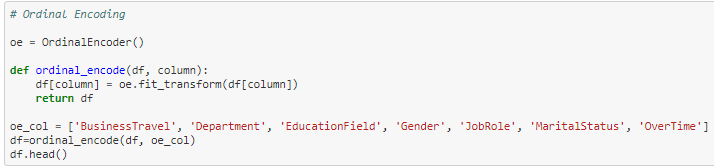 # Ordinal Encoding
oe = OrdinalEncoder()
def ordinal_encode(df, column):
    df[column] = oe.fit_transform(df[column])
    return df
oe_col = ['BusinessTravel', 'Department', 'EducationField', 'Gender', 'JobRole', 'MaritalStatus', 'OverTime']
df=ordinal_encode(df, oe_col)
df.head()